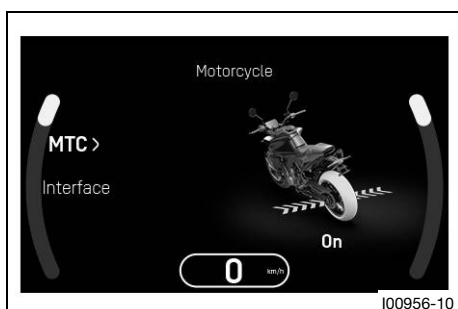 Motorcycle
MTC >
Interface
On
0 km/h
I00956-10